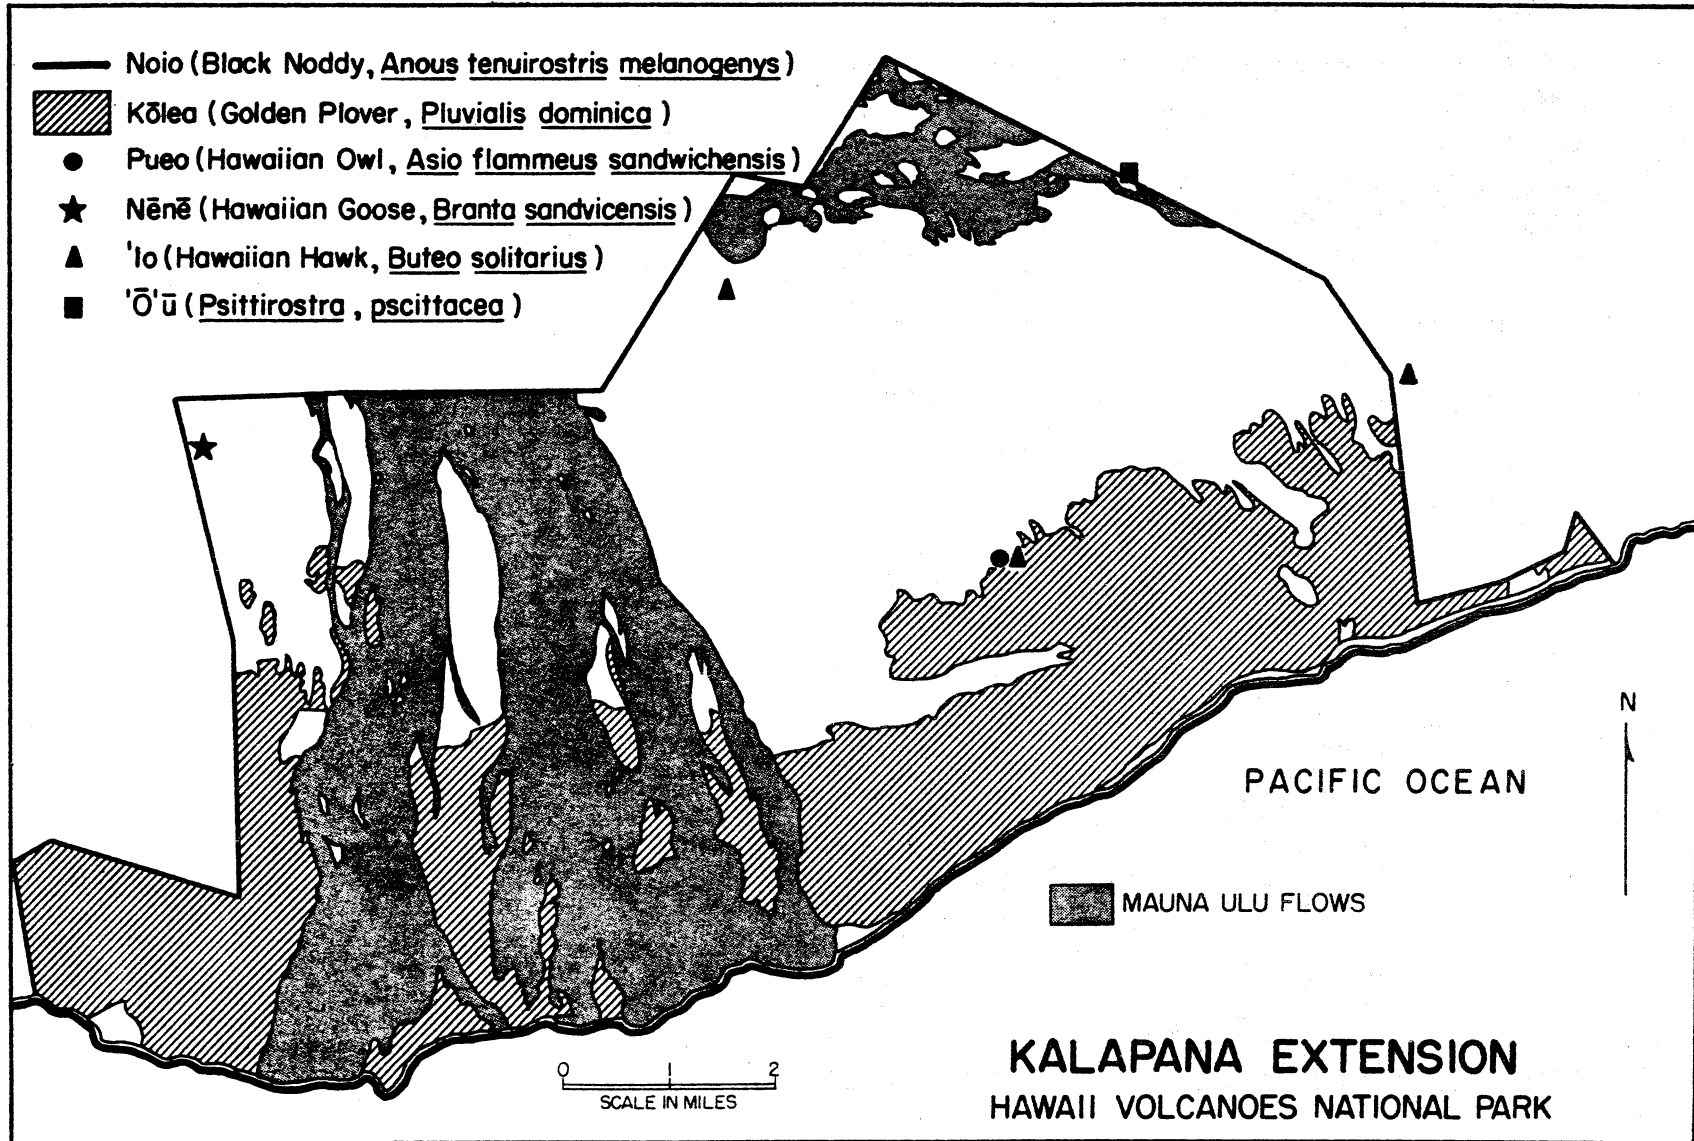 Noio (Black Noddy, Anous tenuirostris melanogenys)
Kōlea (Golden Plover, Pluvialis dominica)
Pueo (Hawaiian Owl, Asio flammeus sandwichensis)
Nēnē (Hawaiian Goose, Branta sandvicensis)
'Io (Hawaiian Hawk, Buteo solitarius)
'Ō'ū (Psittirostra, pscittacea)
N
PACIFIC OCEAN
MAUNA ULU FLOWS
0 1 2
SCALE IN MILES
KALAPANA EXTENSION
HAWAII VOLCANOES NATIONAL PARK